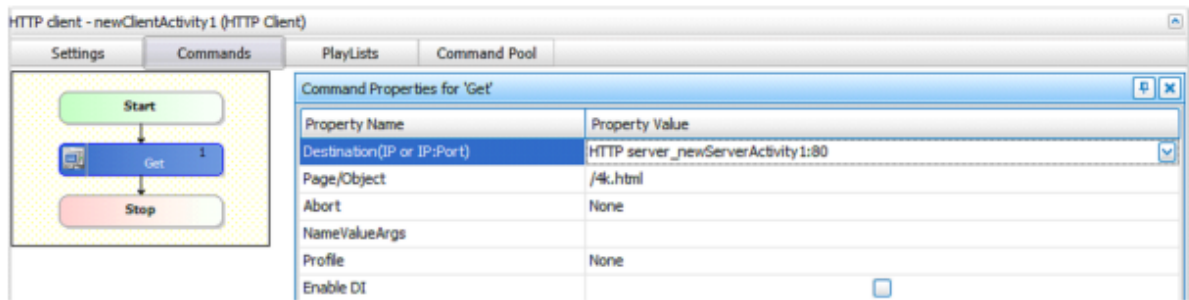 HTTP client - newClientActivity1 (HTTP Client)
Settings Commands PlayLists Command Pool
Start
Get 1
Stop
Command Properties for 'Get'
Property Name Property Value
Destination(IP or IP:Port) HTTP server_newServerActivity1:80
Page/Object /4k.html
Abort None
NameValueArgs
Profile None
Enable DI